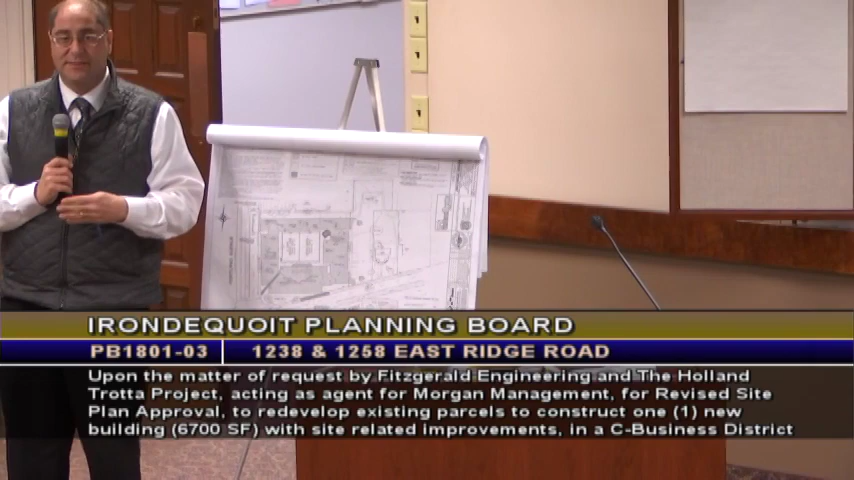 IRONDEQUOIT PLANNING BOARD
PB1801-03 1238 & 1258 EAST RIDGE ROAD
Upon the matter of request by Fitzgerald Engineering and The Holland
Trotta Project, acting as agent for Morgan Management, for Revised Site
Plan Approval, to redevelop existing parcels to construct one (1) new
building (6700 SF) with site related improvements, in a C-Business District